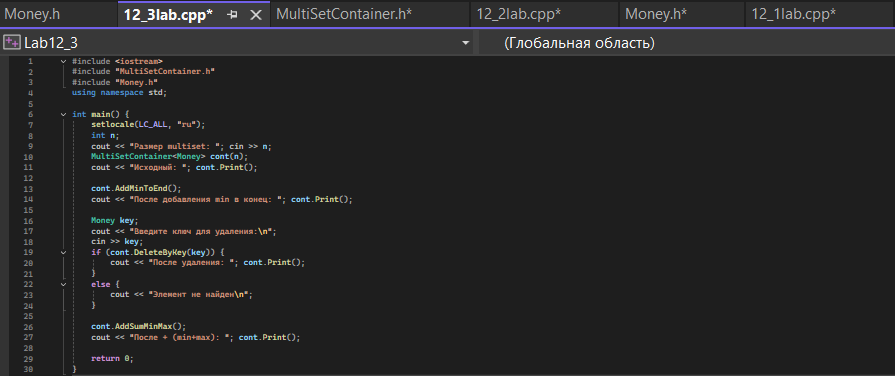 Money.h 12_3lab.cpp* MultiSetContainer.h* 12_2lab.cpp* Money.h* 12_1lab.cpp*
Lab12_3 (Глобальная область)
1 #include <iostream>
2 #include "MultiSetContainer.h"
3 #include "Money.h"
4 using namespace std;
5
6 int main() {
7 setlocale(LC_ALL, "ru");
8 int n;
9 cout << "Размер multiset: "; cin >> n;
10 MultiSetContainer<Money> cont(n);
11 cout << "Исходный: "; cont.Print();
12
13 cont.AddMinToEnd();
14 cout << "После добавления min в конец: "; cont.Print();
15
16 Money key;
17 cout << "Введите ключ для удаления:\n";
18 cin >> key;
19 if (cont.DeleteByKey(key)) {
20 cout << "После удаления: "; cont.Print();
21 }
22 else {
23 cout << "Элемент не найден\n";
24 }
25
26 cont.AddSumMinMax();
27 cout << "После + (min+max): "; cont.Print();
28
29 return 0;
30 }